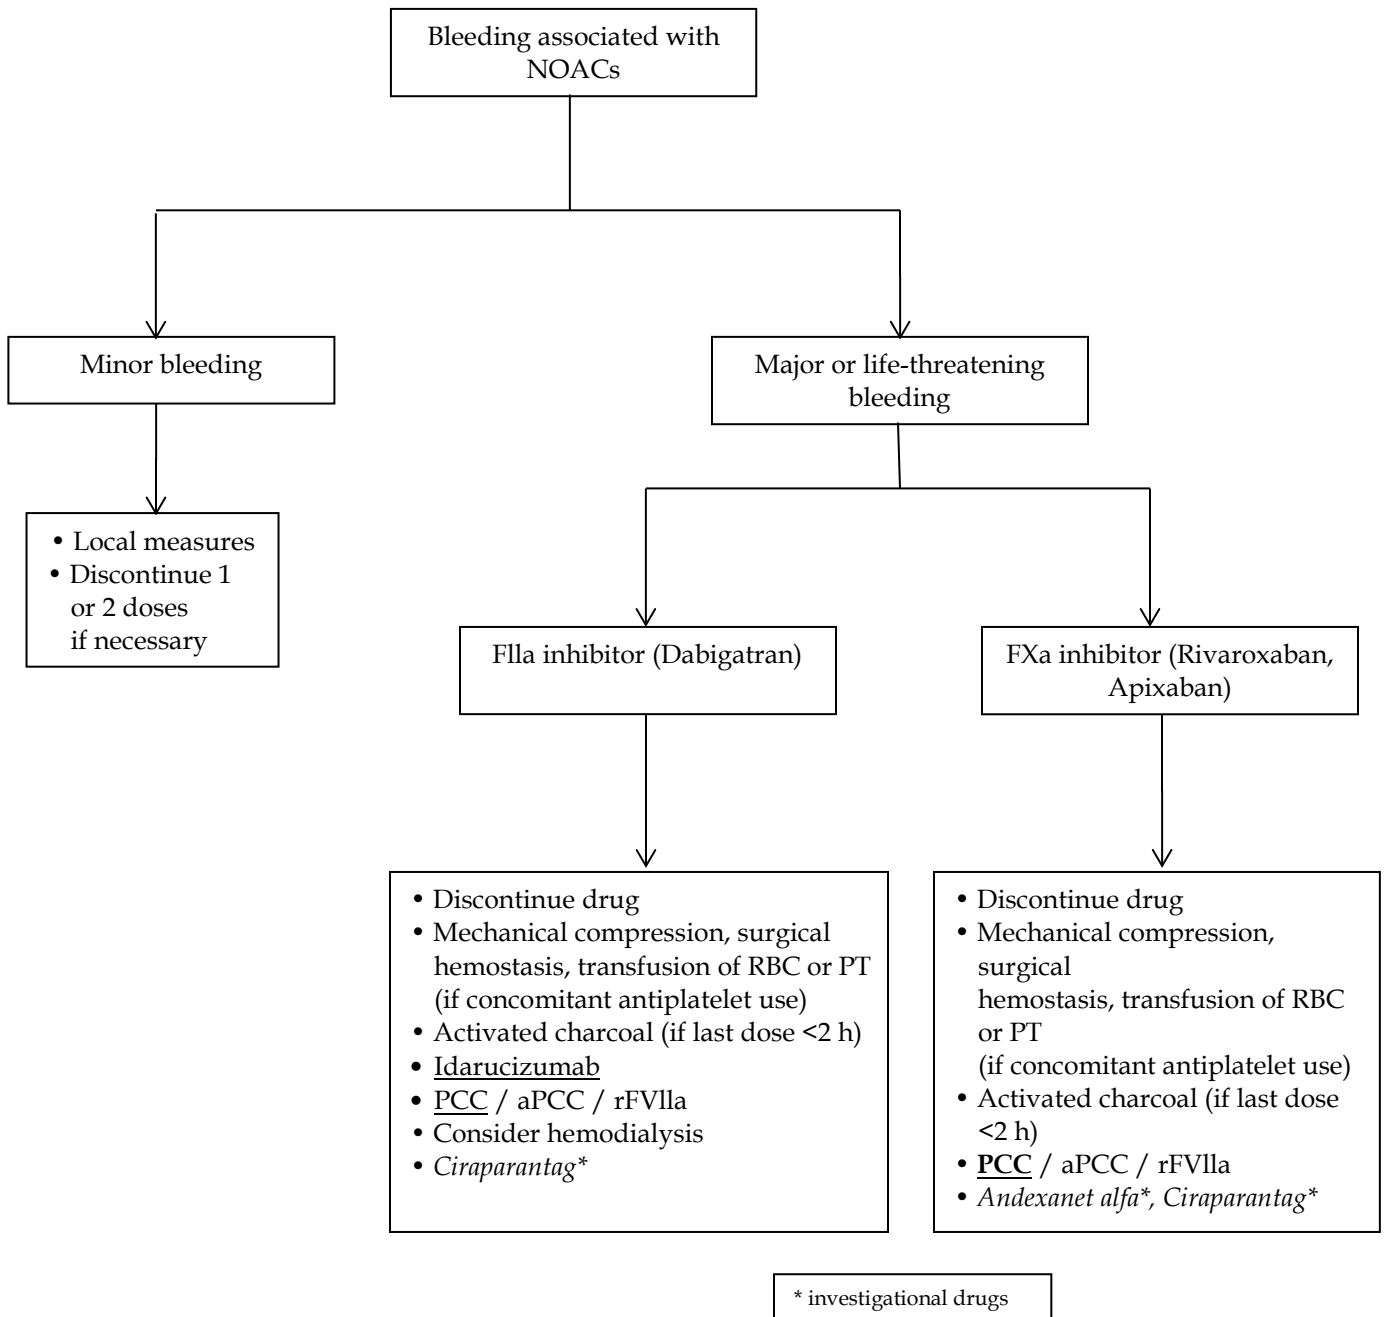 Bleeding associated with
NOACs
Minor bleeding
Major or life-threatening
bleeding
• Local measures
• Discontinue 1
or 2 doses
if necessary
Flla inhibitor (Dabigatran)
FXa inhibitor (Rivaroxaban,
Apixaban)
• Discontinue drug
• Mechanical compression, surgical
hemostasis, transfusion of RBC or PT
(if concomitant antiplatelet use)
• Activated charcoal (if last dose <2 h)
• Idarucizumab
• PCC / aPCC / rFVlla
• Consider hemodialysis
• Ciraparantag*
• Discontinue drug
• Mechanical compression,
surgical
hemostasis, transfusion of RBC
or PT
(if concomitant antiplatelet use)
• Activated charcoal (if last dose
<2 h)
• PCC / aPCC / rFVlla
• Andexanet alfa*, Ciraparantag*
* investigational drugs